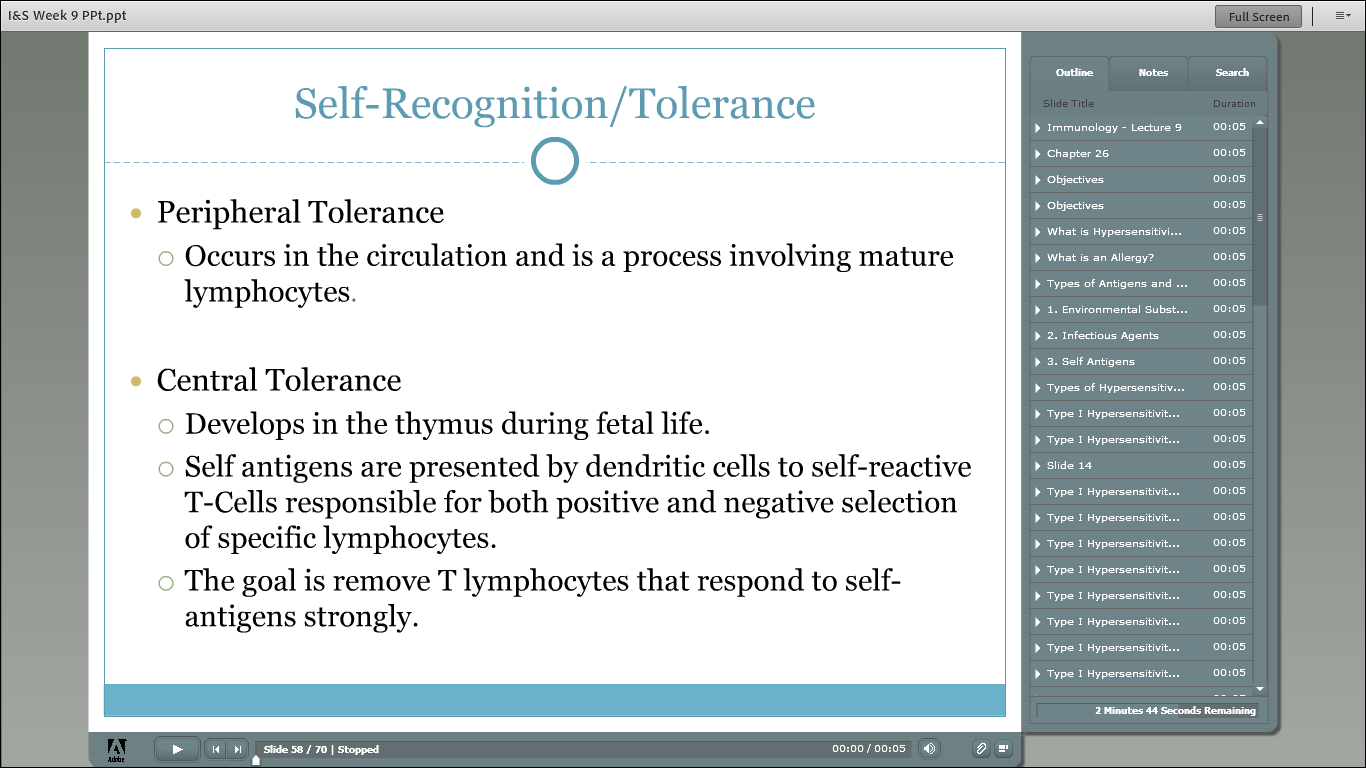 I&S Week 9 PPt.ppt
Full Screen
Self-Recognition/Tolerance
Peripheral Tolerance
Occurs in the circulation and is a process involving mature
lymphocytes.
Central Tolerance
Develops in the thymus during fetal life.
Self antigens are presented by dendritic cells to self-reactive
T-Cells responsible for both positive and negative selection
of specific lymphocytes.
The goal is remove T lymphocytes that respond to self-
antigens strongly.
Outline Notes Search
Slide Title Duration
Immunology - Lecture 9 00:05
Chapter 26 00:05
Objectives 00:05
Objectives 00:05
What is Hypersensitivi... 00:05
What is an Allergy? 00:05
Types of Antigens and ... 00:05
1. Environmental Subst... 00:05
2. Infectious Agents 00:05
3. Self Antigens 00:05
Types of Hypersensitiv... 00:05
Type I Hypersensitivit... 00:05
Type I Hypersensitivit... 00:05
Slide 14 00:05
Type I Hypersensitivit... 00:05
Type I Hypersensitivit... 00:05
Type I Hypersensitivit... 00:05
Type I Hypersensitivit... 00:05
Type I Hypersensitivit... 00:05
Type I Hypersensitivit... 00:05
Type I Hypersensitivit... 00:05
Type I Hypersensitivit... 00:05
2 Minutes 44 Seconds Remaining
Adobe
Slide 58 / 70 | Stopped
00:00 / 00:05